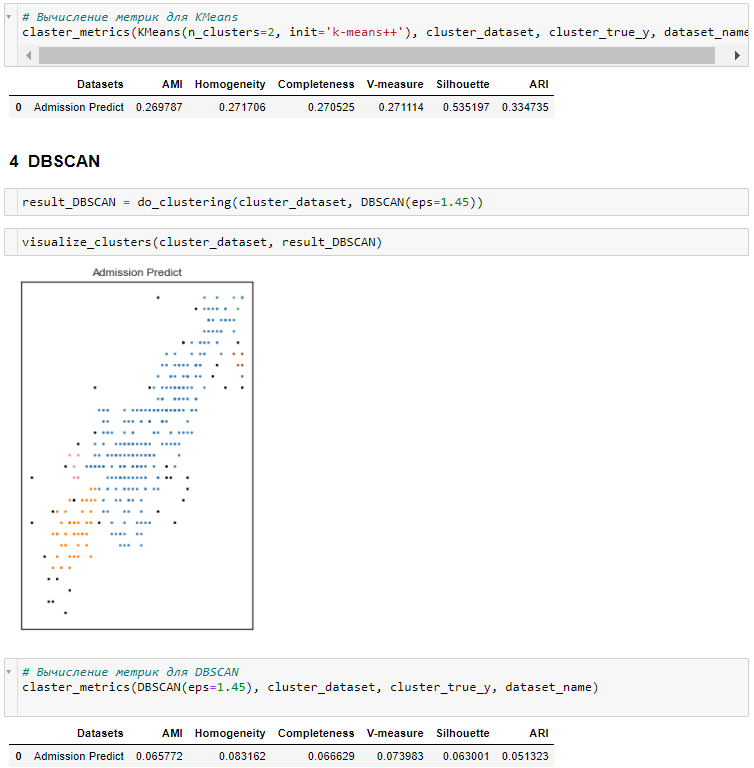 # Вычисление метрик для KMeans
claster_metrics(KMeans(n_clusters=2, init='k-means++'), cluster_dataset, cluster_true_y, dataset_name
Datasets AMI Homogeneity Completeness V-measure Silhouette ARI
0 Admission Predict 0.269787 0.271706 0.270525 0.271114 0.535197 0.334735
4 DBSCAN
result_DBSCAN = do_clustering(cluster_dataset, DBSCAN(eps=1.45))
visualize_clusters(cluster_dataset, result_DBSCAN)
Admission Predict
# Вычисление метрик для DBSCAN
claster_metrics(DBSCAN(eps=1.45), cluster_dataset, cluster_true_y, dataset_name)
Datasets AMI Homogeneity Completeness V-measure Silhouette ARI
0 Admission Predict 0.065772 0.083162 0.066629 0.073983 0.063001 0.051323